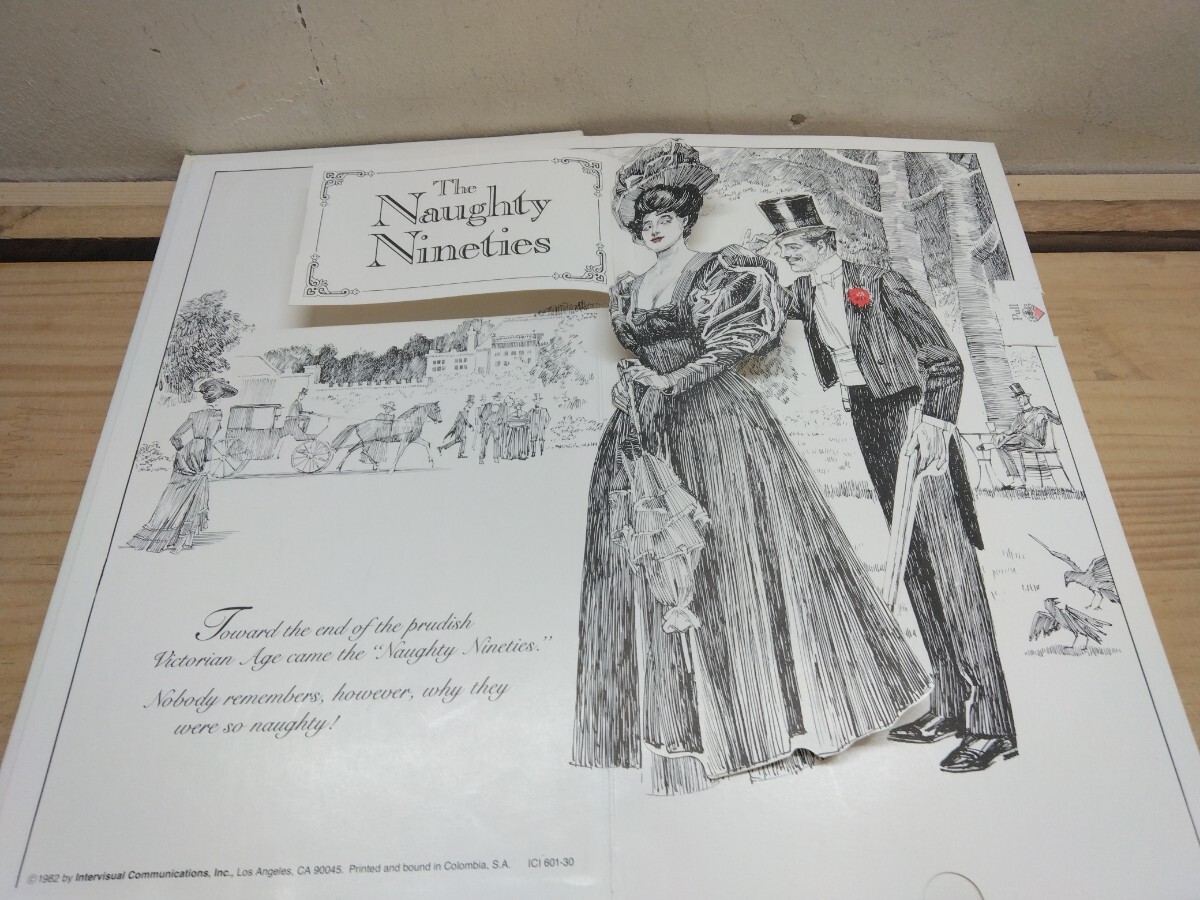 The
Naughty
Nineties
Pull
Toward the end of the prudish
Victorian Age came the "Naughty Nineties."
Nobody remembers, however, why they
were so naughty!
©1982 by Intervisual Communications, Inc., Los Angeles, CA 90045. Printed and bound in Colombia, S.A. ICI 601-30